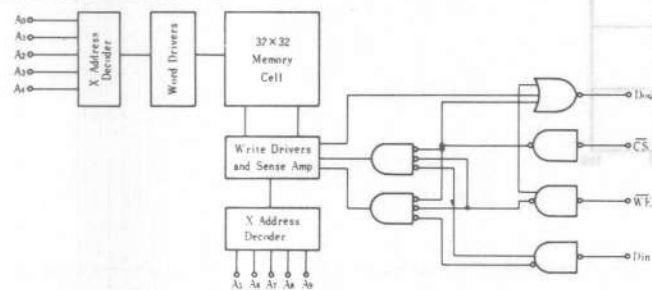 A₀
A₁
A₂
A₃
A₄
X Address
Decoder
Word Drivers
32×32
Memory
Cell
Write Drivers
and Sense Amp
X Address
Decoder
A₅ A₆ A₇ A₈ A₉
Dou
CS
WE
Din